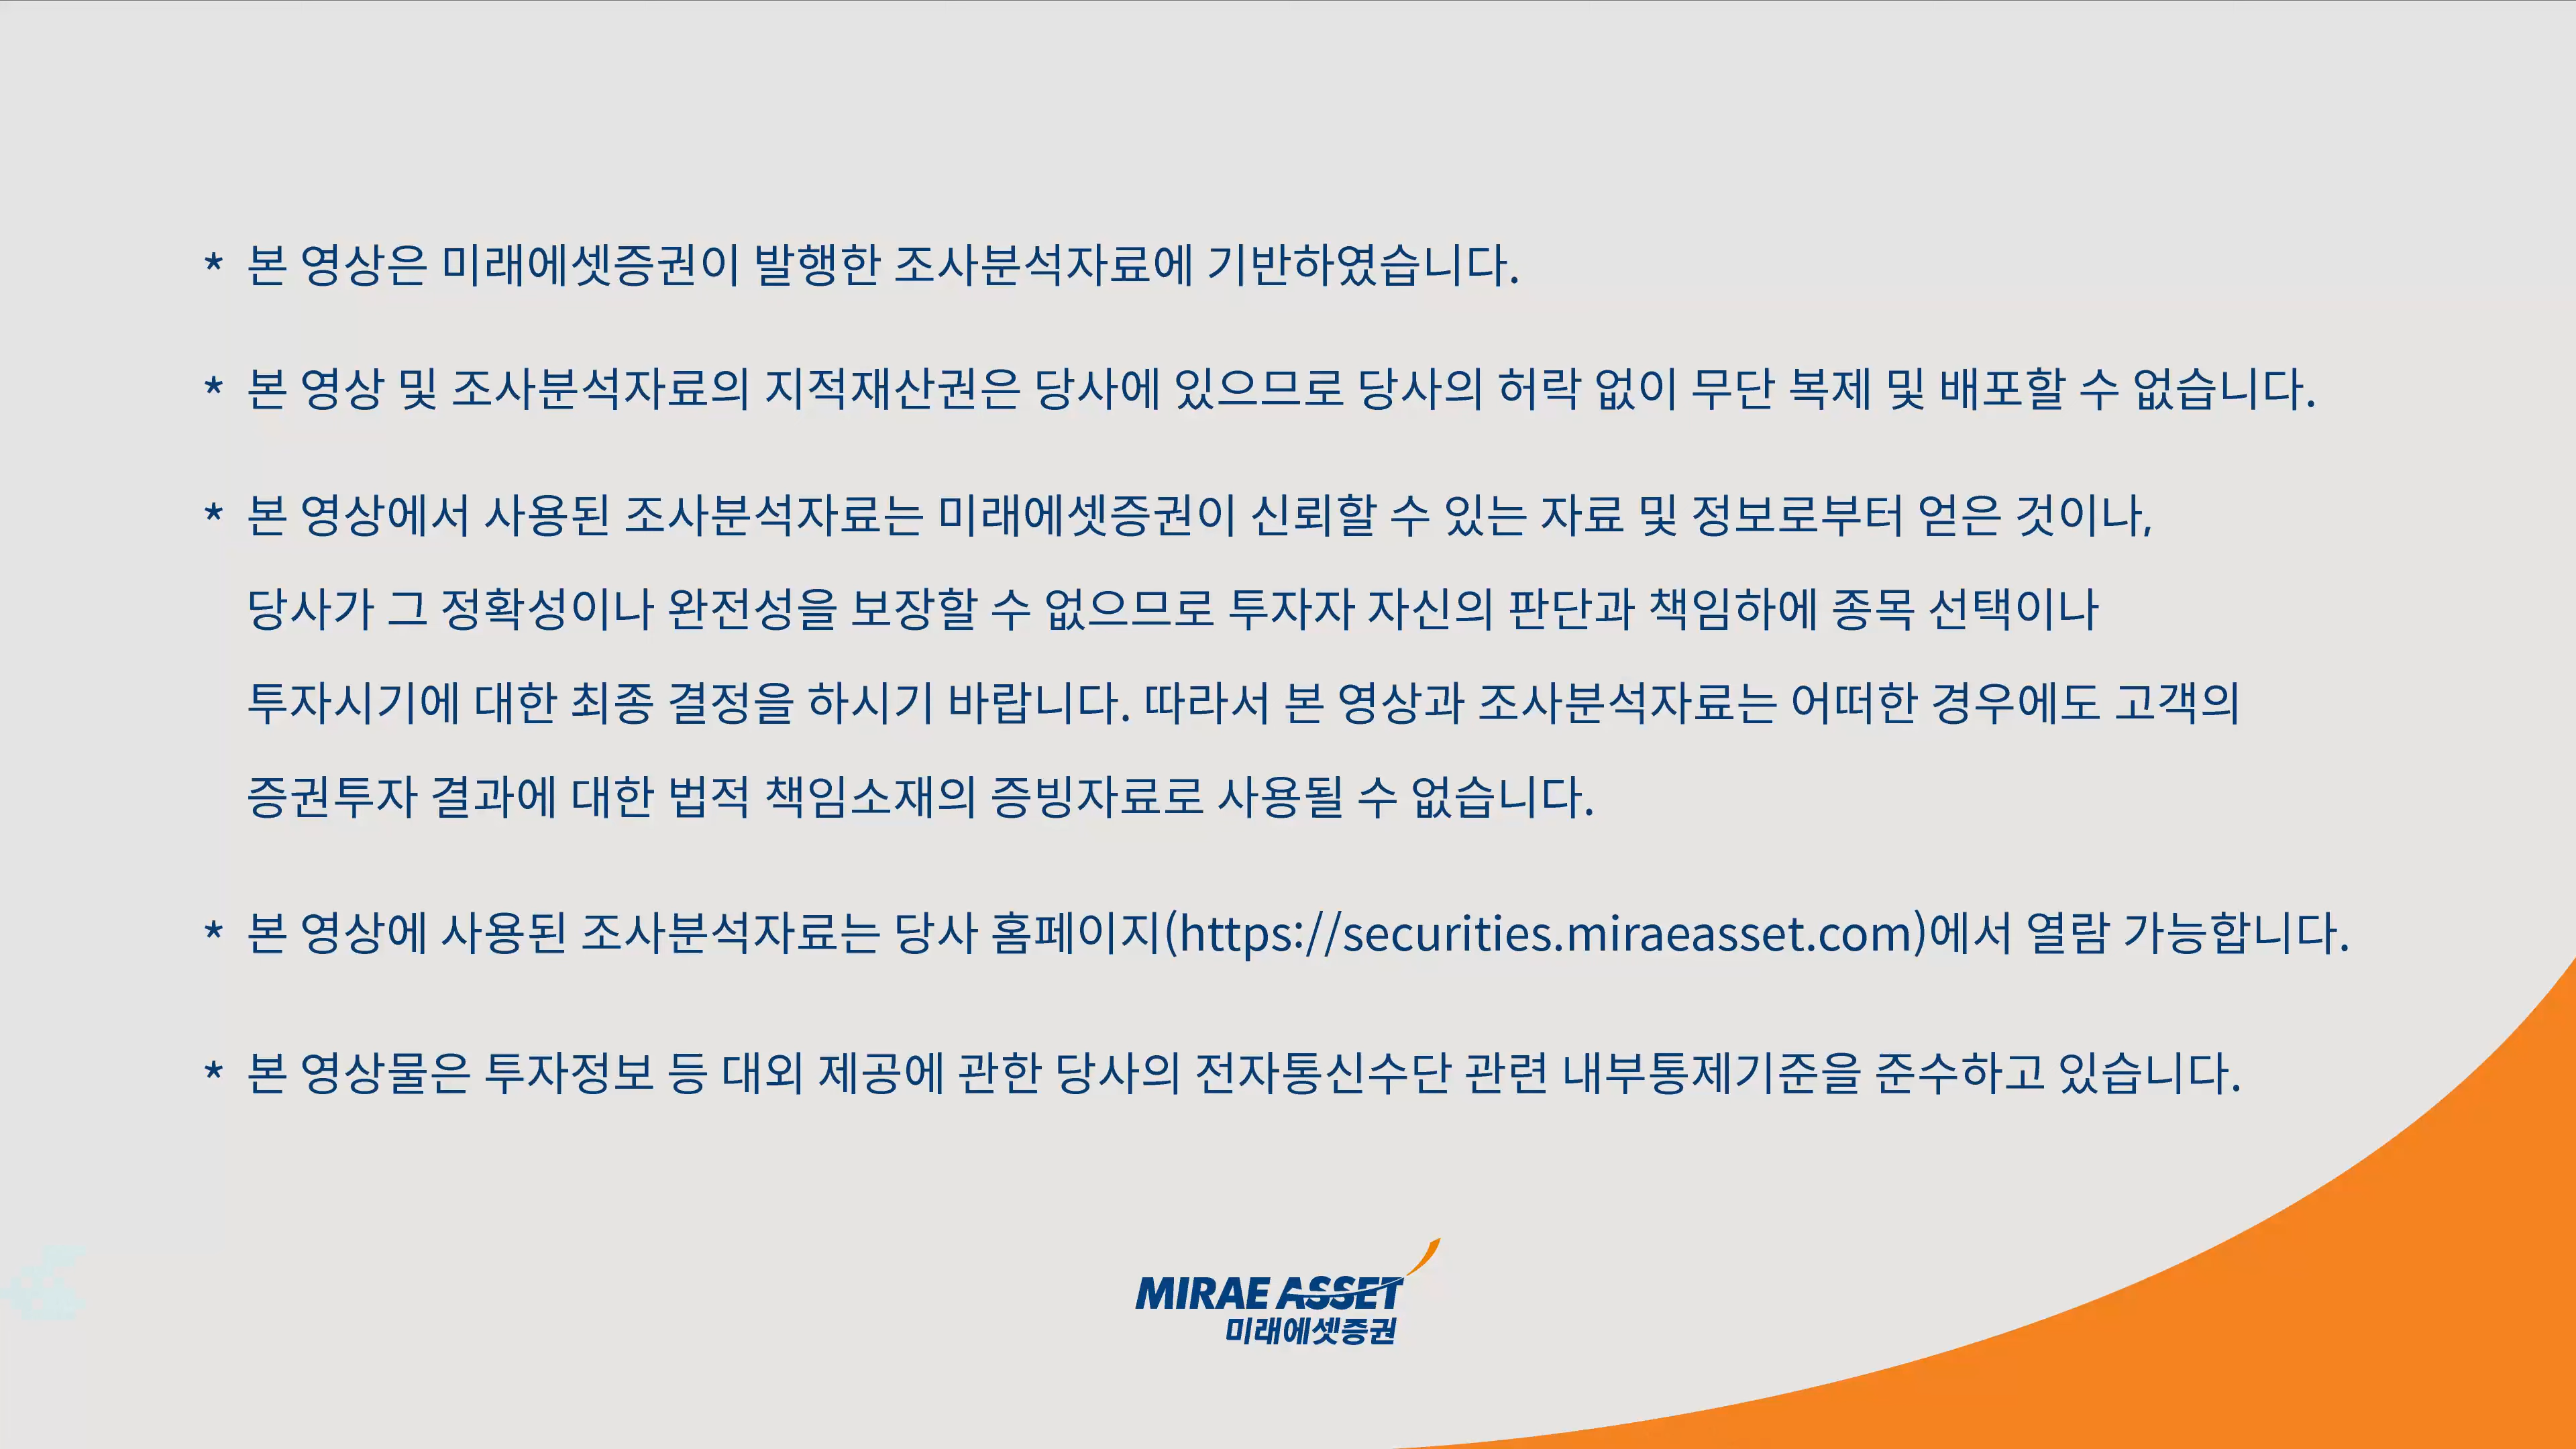 * 본 영상은 미래에셋증권이 발행한 조사분석자료에 기반하였습니다.
* 본 영상 및 조사분석자료의 지적재산권은 당사에 있으므로 당사의 허락 없이 무단 복제 및 배포할 수 없습니다.
* 본 영상에서 사용된 조사분석자료는 미래에셋증권이 신뢰할 수 있는 자료 및 정보로부터 얻은 것이나,
당사가 그 정확성이나 완전성을 보장할 수 없으므로 투자자 자신의 판단과 책임하에 종목 선택이나
투자시기에 대한 최종 결정을 하시기 바랍니다. 따라서 본 영상과 조사분석자료는 어떠한 경우에도 고객의
증권투자 결과에 대한 법적 책임소재의 증빙자료로 사용될 수 없습니다.
* 본 영상에 사용된 조사분석자료는 당사 홈페이지(https://securities.miraeasset.com)에서 열람 가능합니다.
* 본 영상물은 투자정보 등 대외 제공에 관한 당사의 전자통신수단 관련 내부통제기준을 준수하고 있습니다.
MIRAE ASSET
미래에셋증권